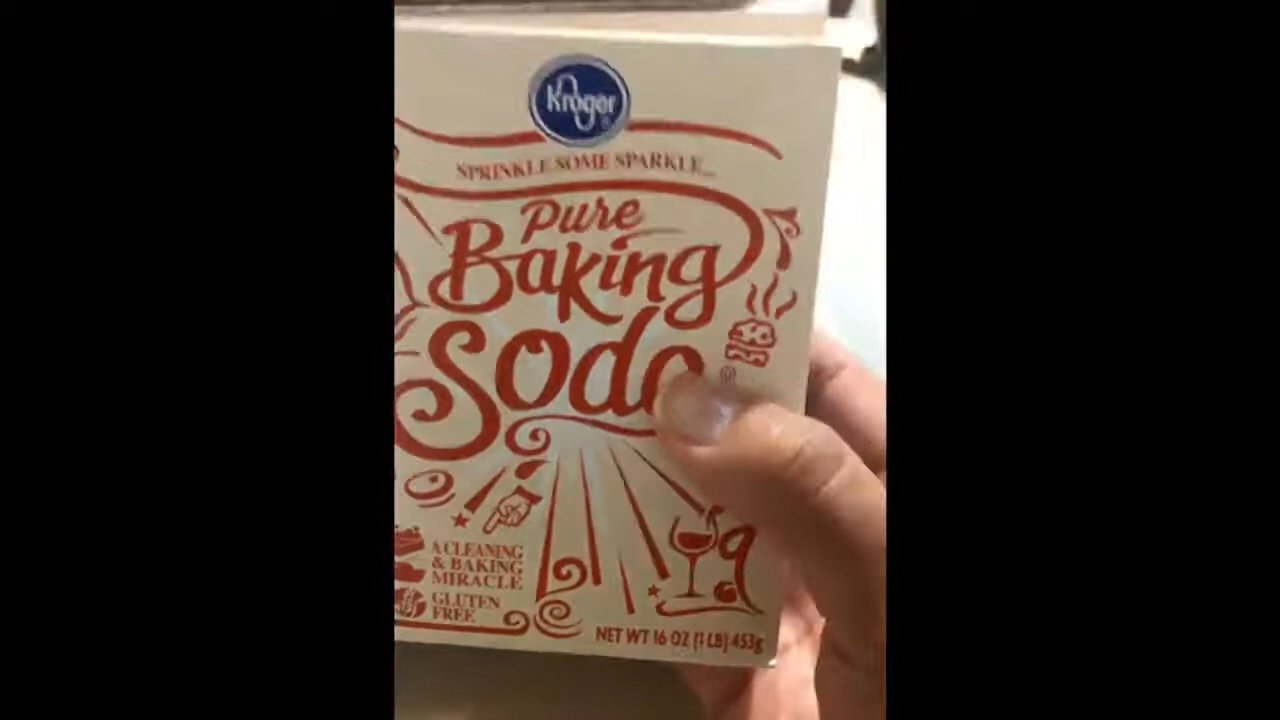 Kroger
SPRINKLE SOME SPARKLE...
Pure
Baking
Soda
A CLEANING
& BAKING
MIRACLE
GLUTEN
FREE
NET WT 16 OZ (1 LB) 453g